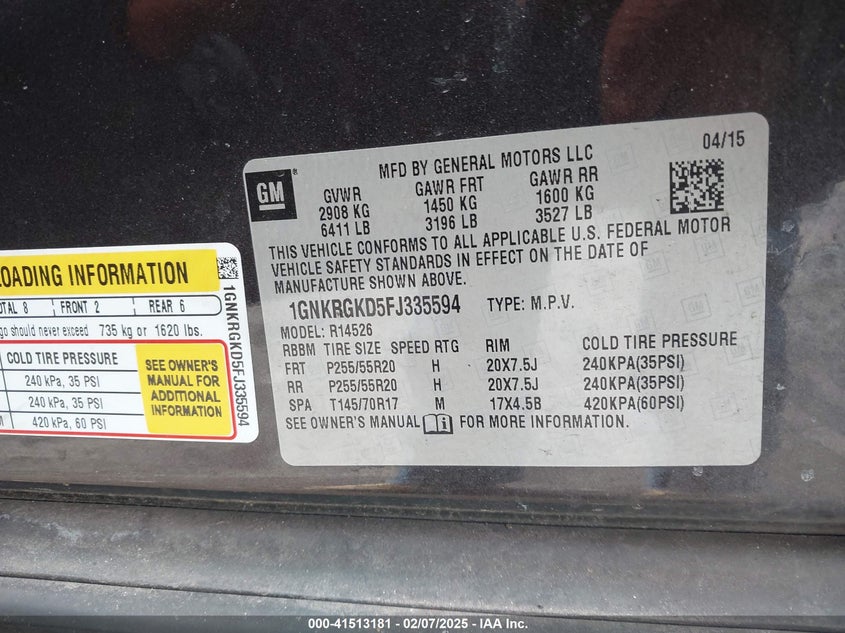 04/15
MFD BY GENERAL MOTORS LLC
GM
GVWR GAWR FRT GAWR RR
2908 KG 1450 KG 1600 KG
6411 LB 3196 LB 3527 LB
THIS VEHICLE CONFORMS TO ALL APPLICABLE U.S. FEDERAL MOTOR
VEHICLE SAFETY STANDARDS IN EFFECT ON THE DATE OF
MANUFACTURE SHOWN ABOVE.
1GNKRGKD5FJ335594 TYPE: M.P.V.
MODEL: R14526
RBBM TIRE SIZE SPEED RTG RIM COLD TIRE PRESSURE
FRT P255/55R20 H 20X7.5J 240KPA(35PSI)
RR P255/55R20 H 20X7.5J 240KPA(35PSI)
SPA T145/70R17 M 17X4.5B 420KPA(60PSI)
SEE OWNER'S MANUAL FOR MORE INFORMATION.
LOADING INFORMATION
TOTAL 8 FRONT 2 REAR 6
go should never exceed 735 kg or 1620 lbs.
COLD TIRE PRESSURE
240 kPa, 35 PSI
240 kPa, 35 PSI
420 kPa, 60 PSI
SEE OWNER'S
MANUAL FOR
ADDITIONAL
INFORMATION
1GNKRGKD5FJ335594
000-41513181 - 02/07/2025 - IAA Inc.